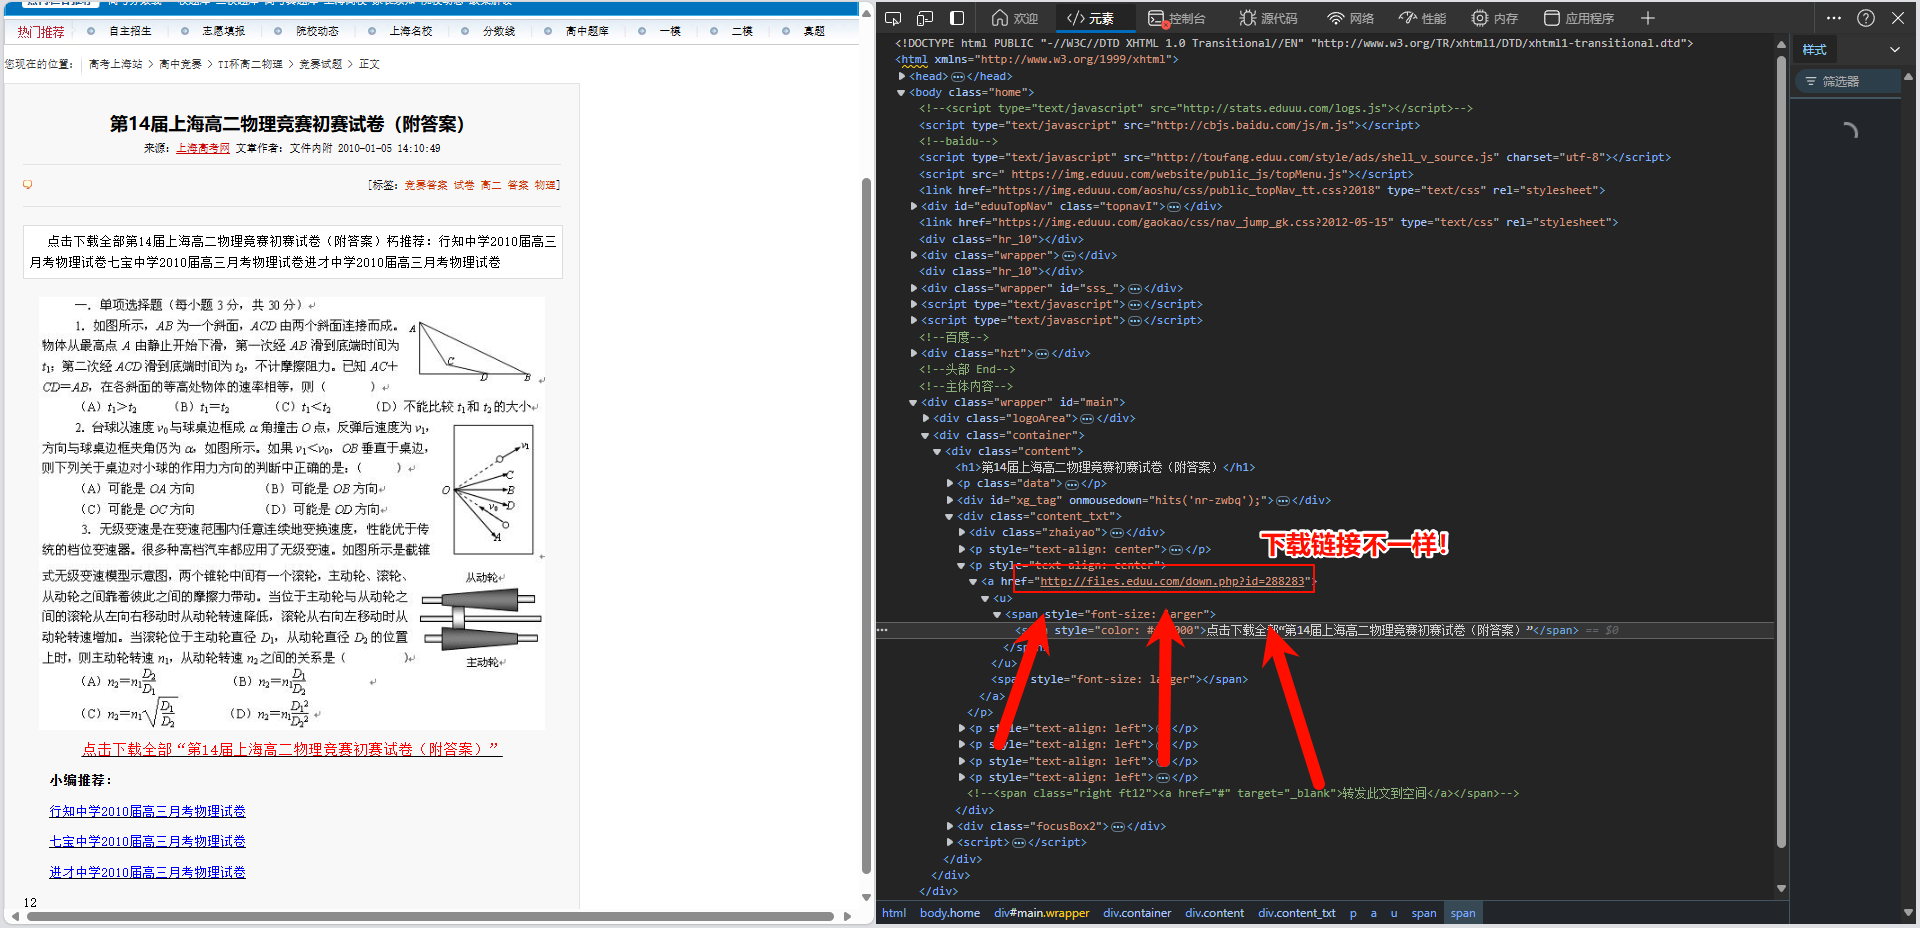 热门推荐 自主招生 志愿填报 院校动态 上海名校 分数线 高中题库 一模 二模 真题
您现在的位置： 高考上海站 > 高中竞赛 > TI杯高二物理 > 竞赛试题 > 正文
第14届上海高二物理竞赛初赛试卷（附答案）
来源：上海高考网 文章作者：文件内附 2010-01-05 14:10:49
[标签：竞赛答案 试卷 高二 答案 物理]
点击下载全部第14届上海高二物理竞赛初赛试卷（附答案）杤推荐：行知中学2010届高三
月考物理试卷七宝中学2010届高三月考物理试卷进才中学2010届高三月考物理试卷
一．单项选择题（每小题 3 分，共 30 分）
1．如图所示，AB 为一个斜面，ACD 由两个斜面连接而成。
物体从最高点 A 由静止开始下滑，第一次经 AB 滑到底端时间为
t₁；第二次经 ACD 滑到底端时间为 t₂，不计摩擦阻力。已知 AC＋
CD＝AB，在各斜面的等高处物体的速率相等，则（ ）
（A）t₁＞t₂ （B）t₁＝t₂ （C）t₁＜t₂ （D）不能比较 t₁和 t₂的大小
A
C
D
B
2．台球以速度 v₀与球桌边框成 α 角撞击 O 点，反弹后速度为 v₁，
方向与球桌边框夹角仍为 α，如图所示。如果 v₁＜v₀，OB 垂直于桌边，
则下列关于桌边对小球的作用力方向的判断中正确的是：（ ）
（A）可能是 OA 方向 （B）可能是 OB 方向
（C）可能是 OC 方向 （D）可能是 OD 方向
v₁
C
O B
D
v₀
A
3．无级变速是在变速范围内任意连续地变换速度，性能优于传
统的档位变速器。很多种高档汽车都应用了无级变速。如图所示是截锥
式无级变速模型示意图，两个锥轮中间有一个滚轮，主动轮、滚轮、
从动轮之间靠着彼此之间的摩擦力带动。当位于主动轮与从动轮之
间的滚轮从左向右移动时从动轮转速降低，滚轮从右向左移动时从
动轮转速增加。当滚轮位于主动轮直径 D₁，从动轮直径 D₂ 的位置
上时，则主动轮转速 n₁，从动轮转速 n₂之间的关系是（ ）
（A）n₂＝n₁D₂/D₁ （B）n₂＝n₁D₁/D₂
（C）n₂＝n₁√(D₁/D₂) （D）n₂＝n₁D₁²/D₂²
从动轮
主动轮
点击下载全部“第14届上海高二物理竞赛初赛试卷（附答案）”
小编推荐：
行知中学2010届高三月考物理试卷
七宝中学2010届高三月考物理试卷
进才中学2010届高三月考物理试卷
12
欢迎 元素 控制台 源代码 网络 性能 内存 应用程序
<!DOCTYPE html PUBLIC "-//W3C//DTD XHTML 1.0 Transitional//EN" "http://www.w3.org/TR/xhtml1/DTD/xhtml1-transitional.dtd">
<html xmlns="http://www.w3.org/1999/xhtml">
<head>…</head>
<body class="home">
<!--<script type="text/javascript" src="http://stats.eduuu.com/logs.js"></script>-->
<script type="text/javascript" src="http://cbjs.baidu.com/js/m.js"></script>
<!--baidu-->
<script type="text/javascript" src="http://toufang.eduu.com/style/ads/shell_v_source.js" charset="utf-8"></script>
<script src=" https://img.eduuu.com/website/public_js/topMenu.js"></script>
<link href="https://img.eduuu.com/aoshu/css/public_topNav_tt.css?2018" type="text/css" rel="stylesheet">
<div id="eduuTopNav" class="topnavI">…</div>
<link href="https://img.eduuu.com/gaokao/css/nav_jump_gk.css?2012-05-15" type="text/css" rel="stylesheet">
<div class="hr_10"></div>
<div class="wrapper">…</div>
<div class="hr_10"></div>
<div class="wrapper" id="sss_">…</div>
<script type="text/javascript">…</script>
<script type="text/javascript">…</script>
<!--百度-->
<div class="hzt">…</div>
<!--头部 End-->
<!--主体内容-->
<div class="wrapper" id="main">
<div class="logoArea">…</div>
<div class="container">
<div class="content">
<h1>第14届上海高二物理竞赛初赛试卷（附答案）</h1>
<p class="data">…</p>
<div id="xg_tag" onmousedown="hits('nr-zwbq');">…</div>
<div class="content_txt">
<div class="zhaiyao">…</div>
下载链接不一样！
<p style="text-align: center">…</p>
<p style="text-align: center">
<a href="http://files.eduu.com/down.php?id=288283">
<u>
<span style="font-size: larger">
style="color: 点击下载全部“第14届上海高二物理竞赛初赛试卷（附答案）”</span> == $0
</span>
</u>
<span style="font-size: larger"></span>
</a>
</p>
<p style="text-align: left">…</p>
<p style="text-align: left">…</p>
<p style="text-align: left">…</p>
<p style="text-align: left">…</p>
<!--<span class="right ft12"><a href="#" target="_blank">转发此文到空间</a></span>-->
</div>
<div class="focusBox2">…</div>
<script>…</script>
</div>
</div>
</div>
html body.home div#main.wrapper div.container div.content div.content_txt p a u span span
样式
筛选器